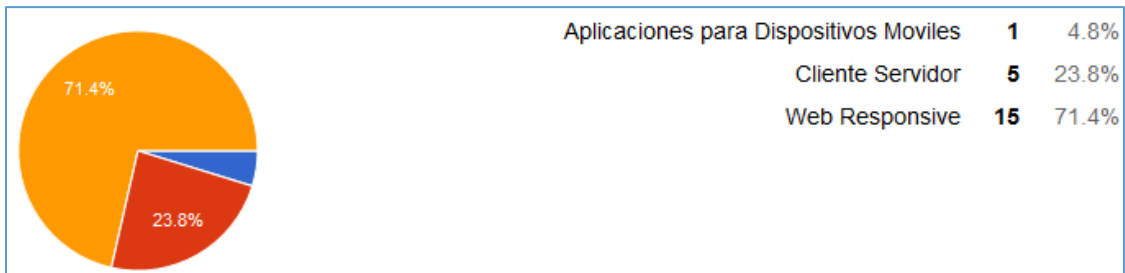 71.4%
23.8%
Aplicaciones para Dispositivos Moviles 1 4.8%
Cliente Servidor 5 23.8%
Web Responsive 15 71.4%